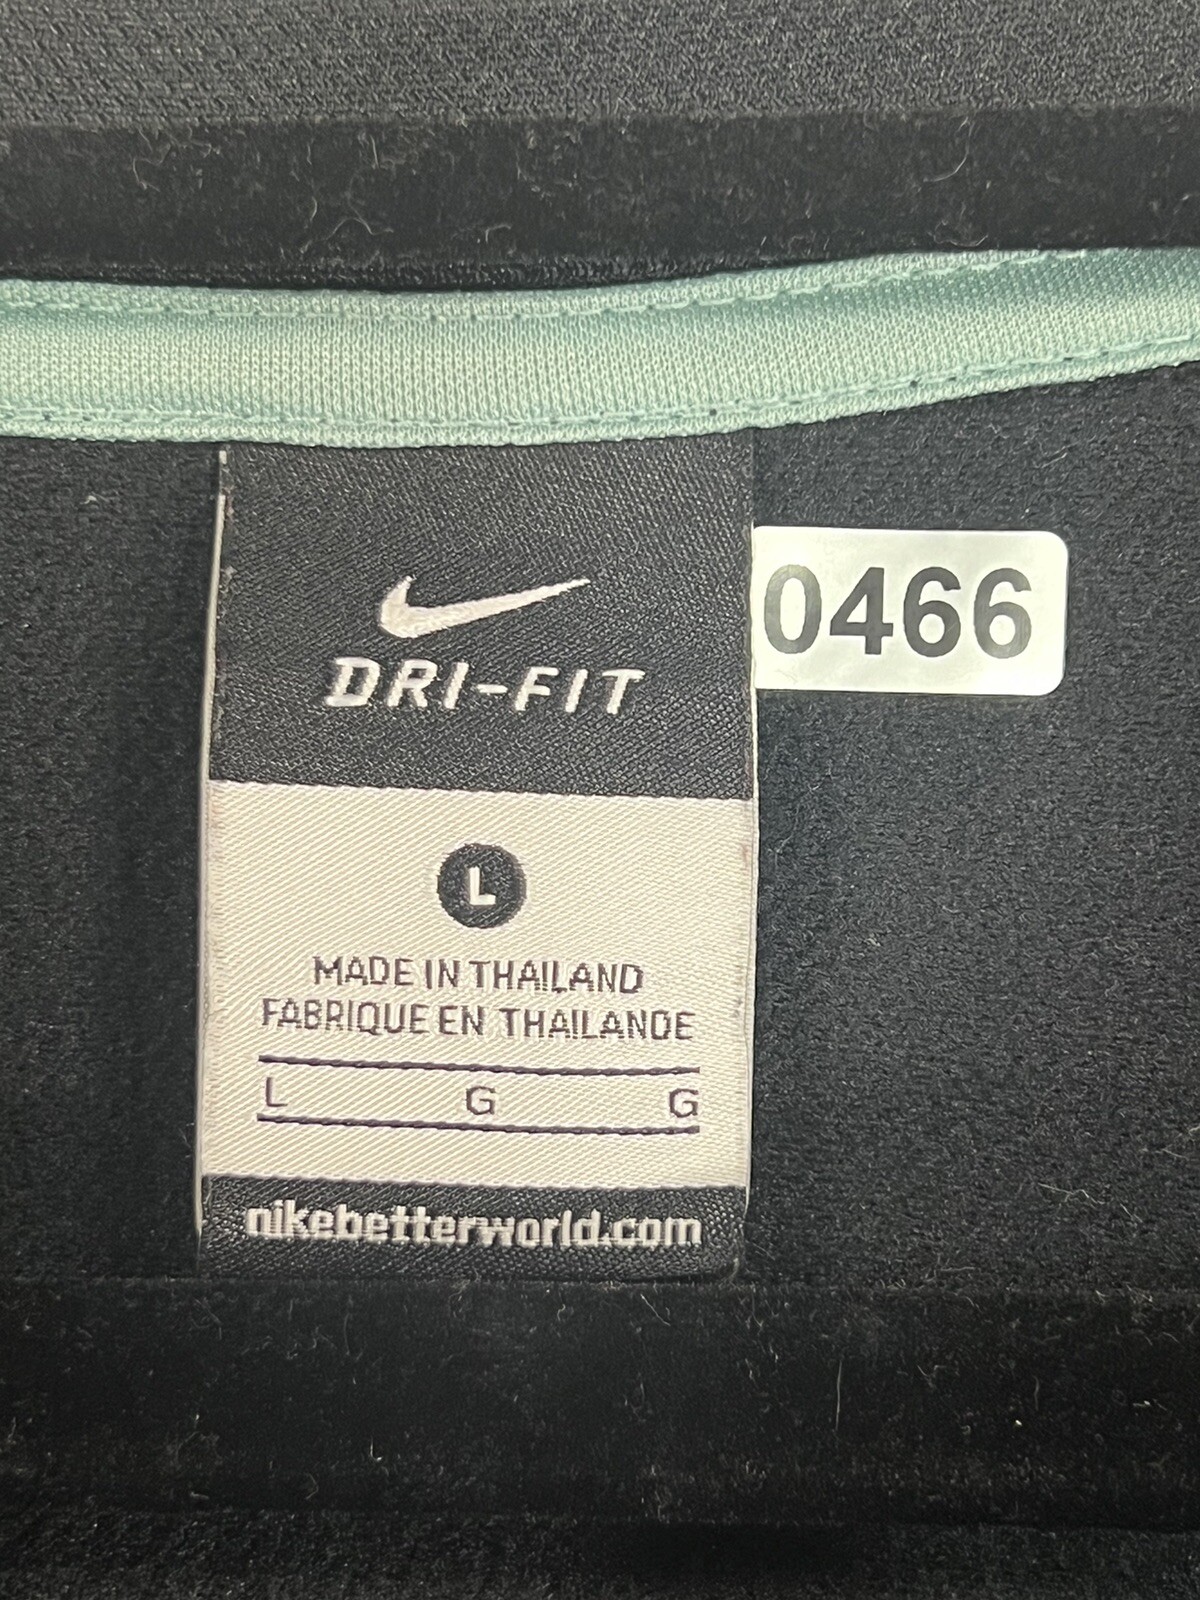 DRI-FIT
0466
L
MADE IN THAILAND
FABRIQUE EN THAILANDE
L G G
nikebetterworld.com